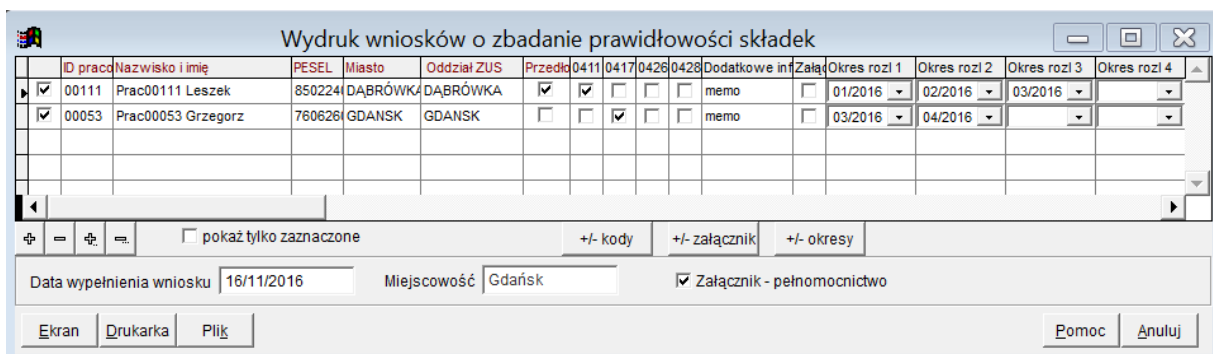 Wydruk wniosków o zbadanie prawidłowości składek
ID praco Nazwisko i imię PESEL Miasto Oddział ZUS Przedło 0411 0417 0426 0428 Dodatkowe inf Załąc Okres rozl 1 Okres rozl 2 Okres rozl 3 Okres rozl 4
00111 Prac00111 Leszek 850224 DĄBRÓWKA DĄBRÓWKA memo 01/2016 02/2016 03/2016
00053 Prac00053 Grzegorz 760626 GDANSK GDANSK memo 03/2016 04/2016
pokaż tylko zaznaczone +/- kody +/- załącznik +/- okresy
Data wypełnienia wniosku 16/11/2016 Miejscowość Gdańsk Załącznik - pełnomocnictwo
Ekran Drukarka Plik Pomoc Anuluj